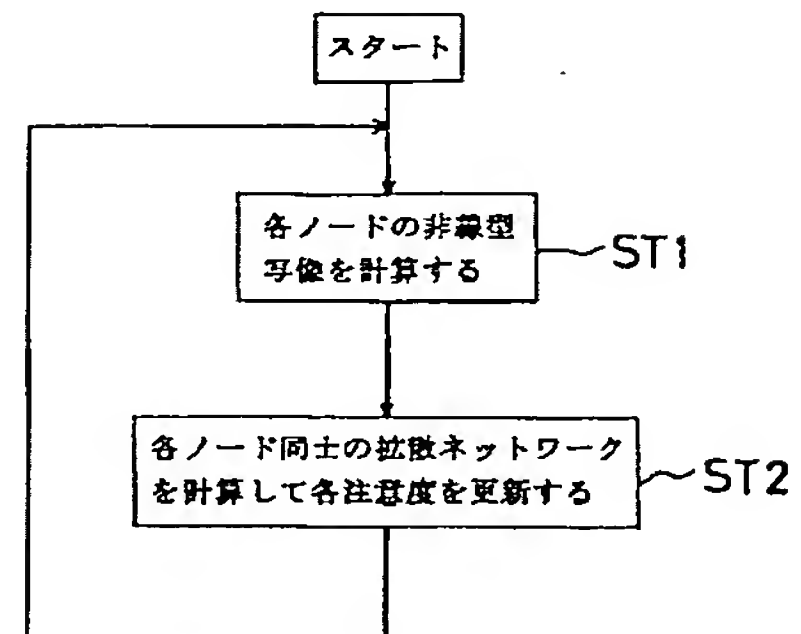 スタート
各ノードの非線型
写像を計算する
ST1
各ノード同士の拡散ネットワーク
を計算して各注意度を更新する
ST2